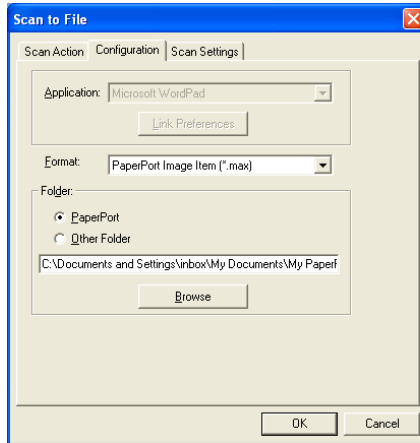 Scan to File
Scan Action Configuration Scan Settings
Application: Microsoft WordPad
Link Preferences
Format: PaperPort Image Item (*.max)
Folder:
PaperPort
Other Folder
C:\Documents and Settings\inbox\My Documents\My PaperF
Browse
OK Cancel